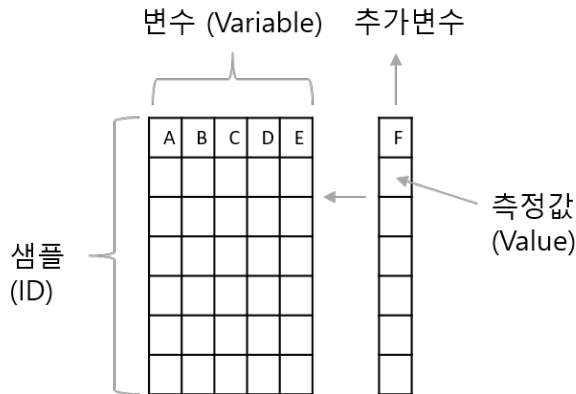 변수 (Variable) 추가변수
A B C D E F
측정값
(Value)
샘플
(ID)